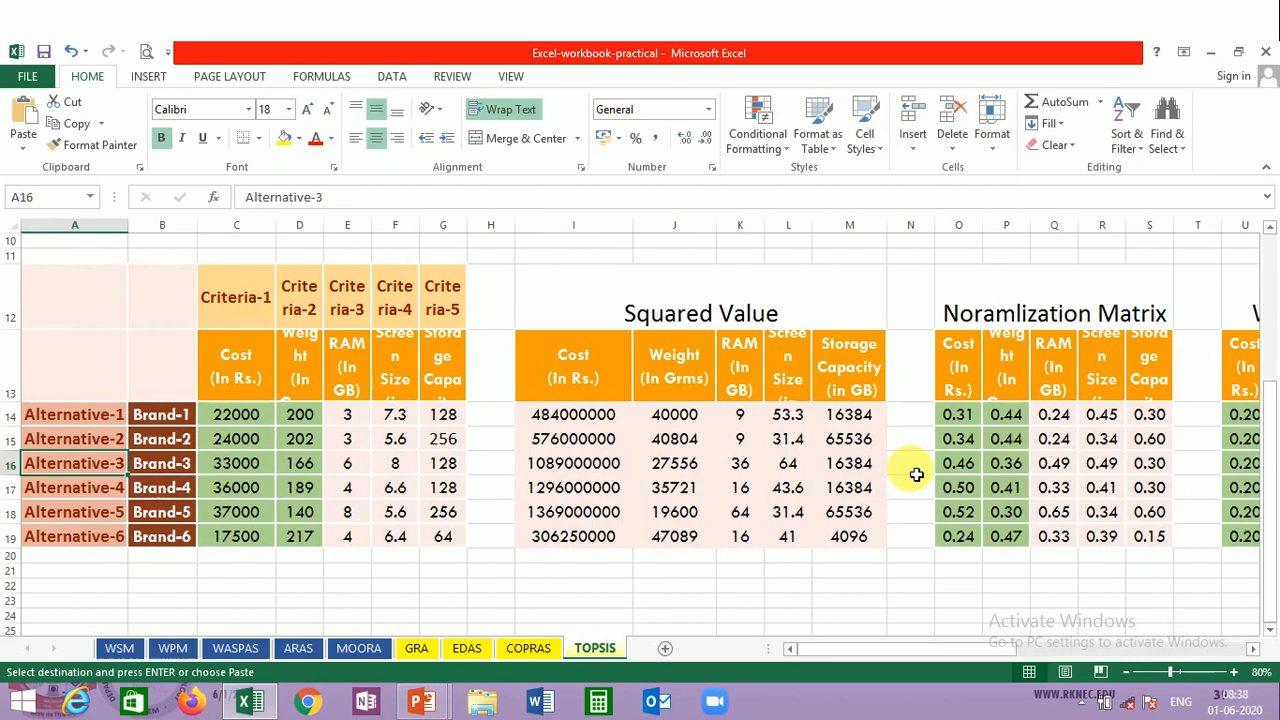 Excel-workbook-practical - Microsoft Excel
?
FILE HOME INSERT PAGE LAYOUT FORMULAS DATA REVIEW VIEW Sign in
Cut
Copy
Format Painter
Paste
Clipboard
Calibri 18
B I U
Font
Wrap Text
Merge & Center
Alignment
General
Number
Conditional Formatting
Format as Table
Cell Styles
Styles
Insert Delete Format
Cells
AutoSum
Fill
Clear
Sort & Filter
Find & Select
Editing
A16 fx Alternative-3
A B C D E F G H I J K L M N O P Q R S T U
10
11
12 Criteria-1 Criteria-2 Criteria-3 Criteria-4 Criteria-5 Squared Value Noramlization Matrix
13 Cost (In Rs.) Weight (In RAM (In GB) Screen Size Storage Capa Cost (In Rs.) Weight (In Grms) RAM (In GB) Screen Size Storage Capacity (in GB) Cost (In Rs.) Weight (In RAM (In GB) Screen Size Storage Capa Cost (In Rs.)
14 Alternative-1 Brand-1 22000 200 3 7.3 128 484000000 40000 9 53.3 16384 0.31 0.44 0.24 0.45 0.30 0.20
15 Alternative-2 Brand-2 24000 202 3 5.6 256 576000000 40804 9 31.4 65536 0.34 0.44 0.24 0.34 0.60 0.20
16 Alternative-3 Brand-3 33000 166 6 8 128 1089000000 27556 36 64 16384 0.46 0.36 0.49 0.49 0.30 0.20
17 Alternative-4 Brand-4 36000 189 4 6.6 128 1296000000 35721 16 43.6 16384 0.50 0.41 0.33 0.41 0.30 0.20
18 Alternative-5 Brand-5 37000 140 8 5.6 256 1369000000 19600 64 31.4 65536 0.52 0.30 0.65 0.34 0.60 0.20
19 Alternative-6 Brand-6 17500 217 4 6.4 64 306250000 47089 16 41 4096 0.24 0.47 0.33 0.39 0.15 0.20
20
21
22
23
24
25
Activate Windows
Go to PC settings to activate Windows.
WSM WPM WASPAS ARAS MOORA GRA EDAS COPRAS TOPSIS
Select destination and press ENTER or choose Paste 80%
WWW.RKNEC.EDU
ENG
08:38
01-06-2020